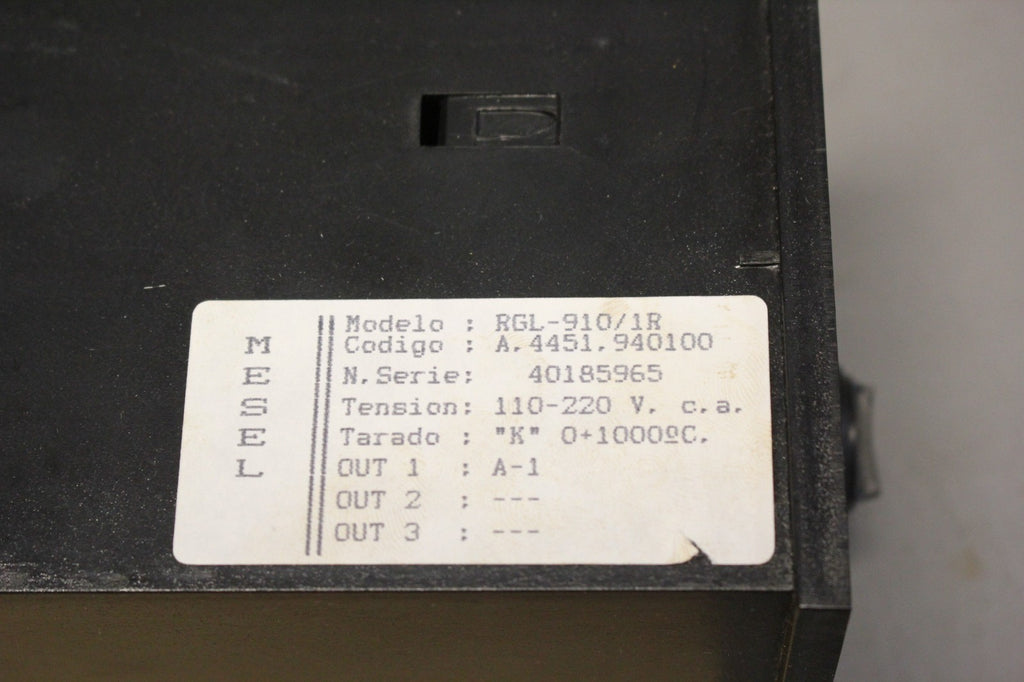 MESEL
Modelo : RGL-910/1R
Codigo : A.4451.940100
N.Serie: 40185965
Tension: 110-220 V. c.a.
Tarado : "K" 0+1000ºC.
OUT 1 : A-1
OUT 2 : ---
OUT 3 : ---